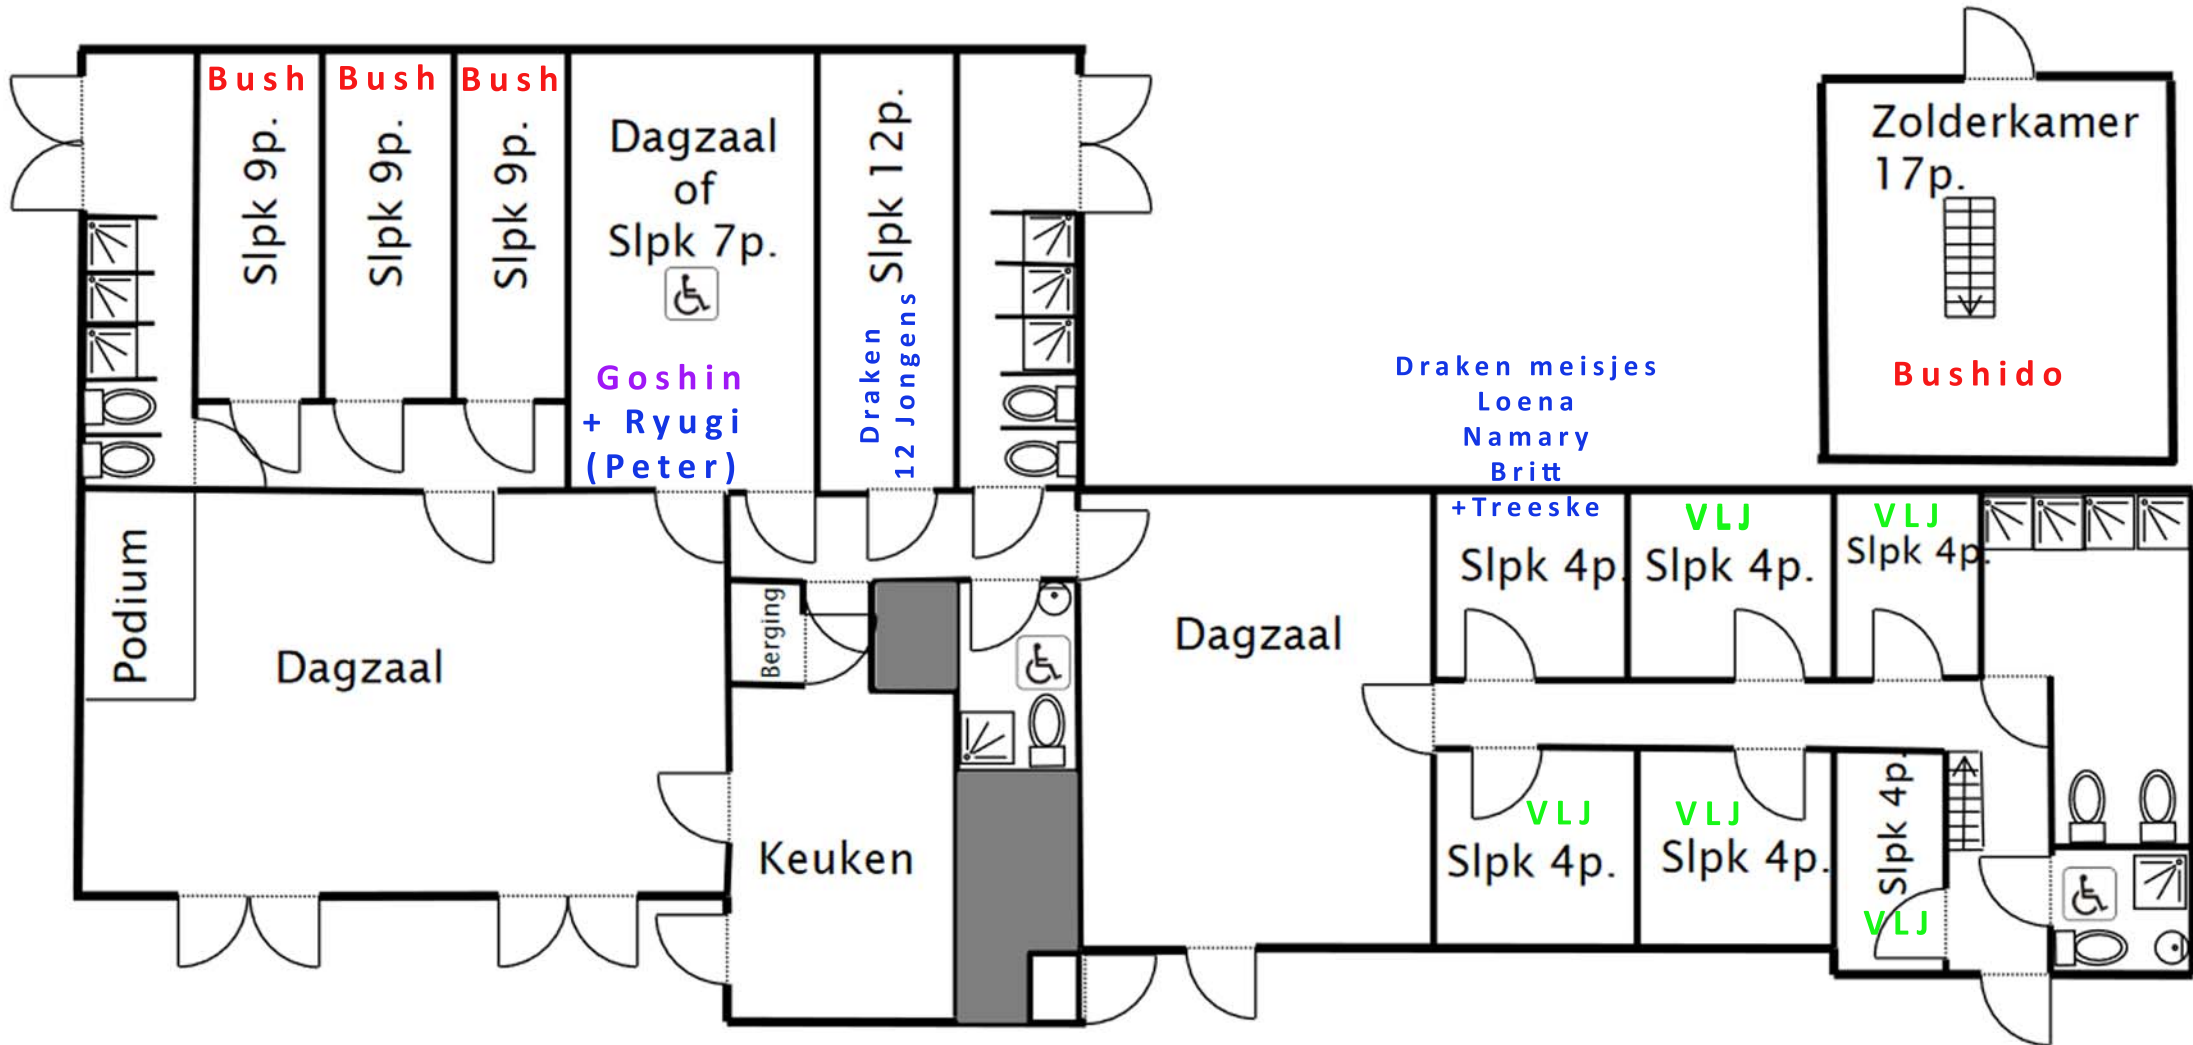 Bush
Slpk 9p.
Bush
Slpk 9p.
Bush
Slpk 9p.
Dagzaal
of
Slpk 7p.
Goshin
+ Ryugi
(Peter)
Slpk 12p.
Draken
12 Jongens
Zolderkamer
17p.
Bushido
Draken meisjes
Loena
Namary
Britt
+Treeske
Slpk 4p.
VLJ
Slpk 4p.
VLJ
Slpk 4p.
Podium
Dagzaal
Berging
Keuken
Dagzaal
VLJ
Slpk 4p.
VLJ
Slpk 4p.
Slpk 4p.
VLJ